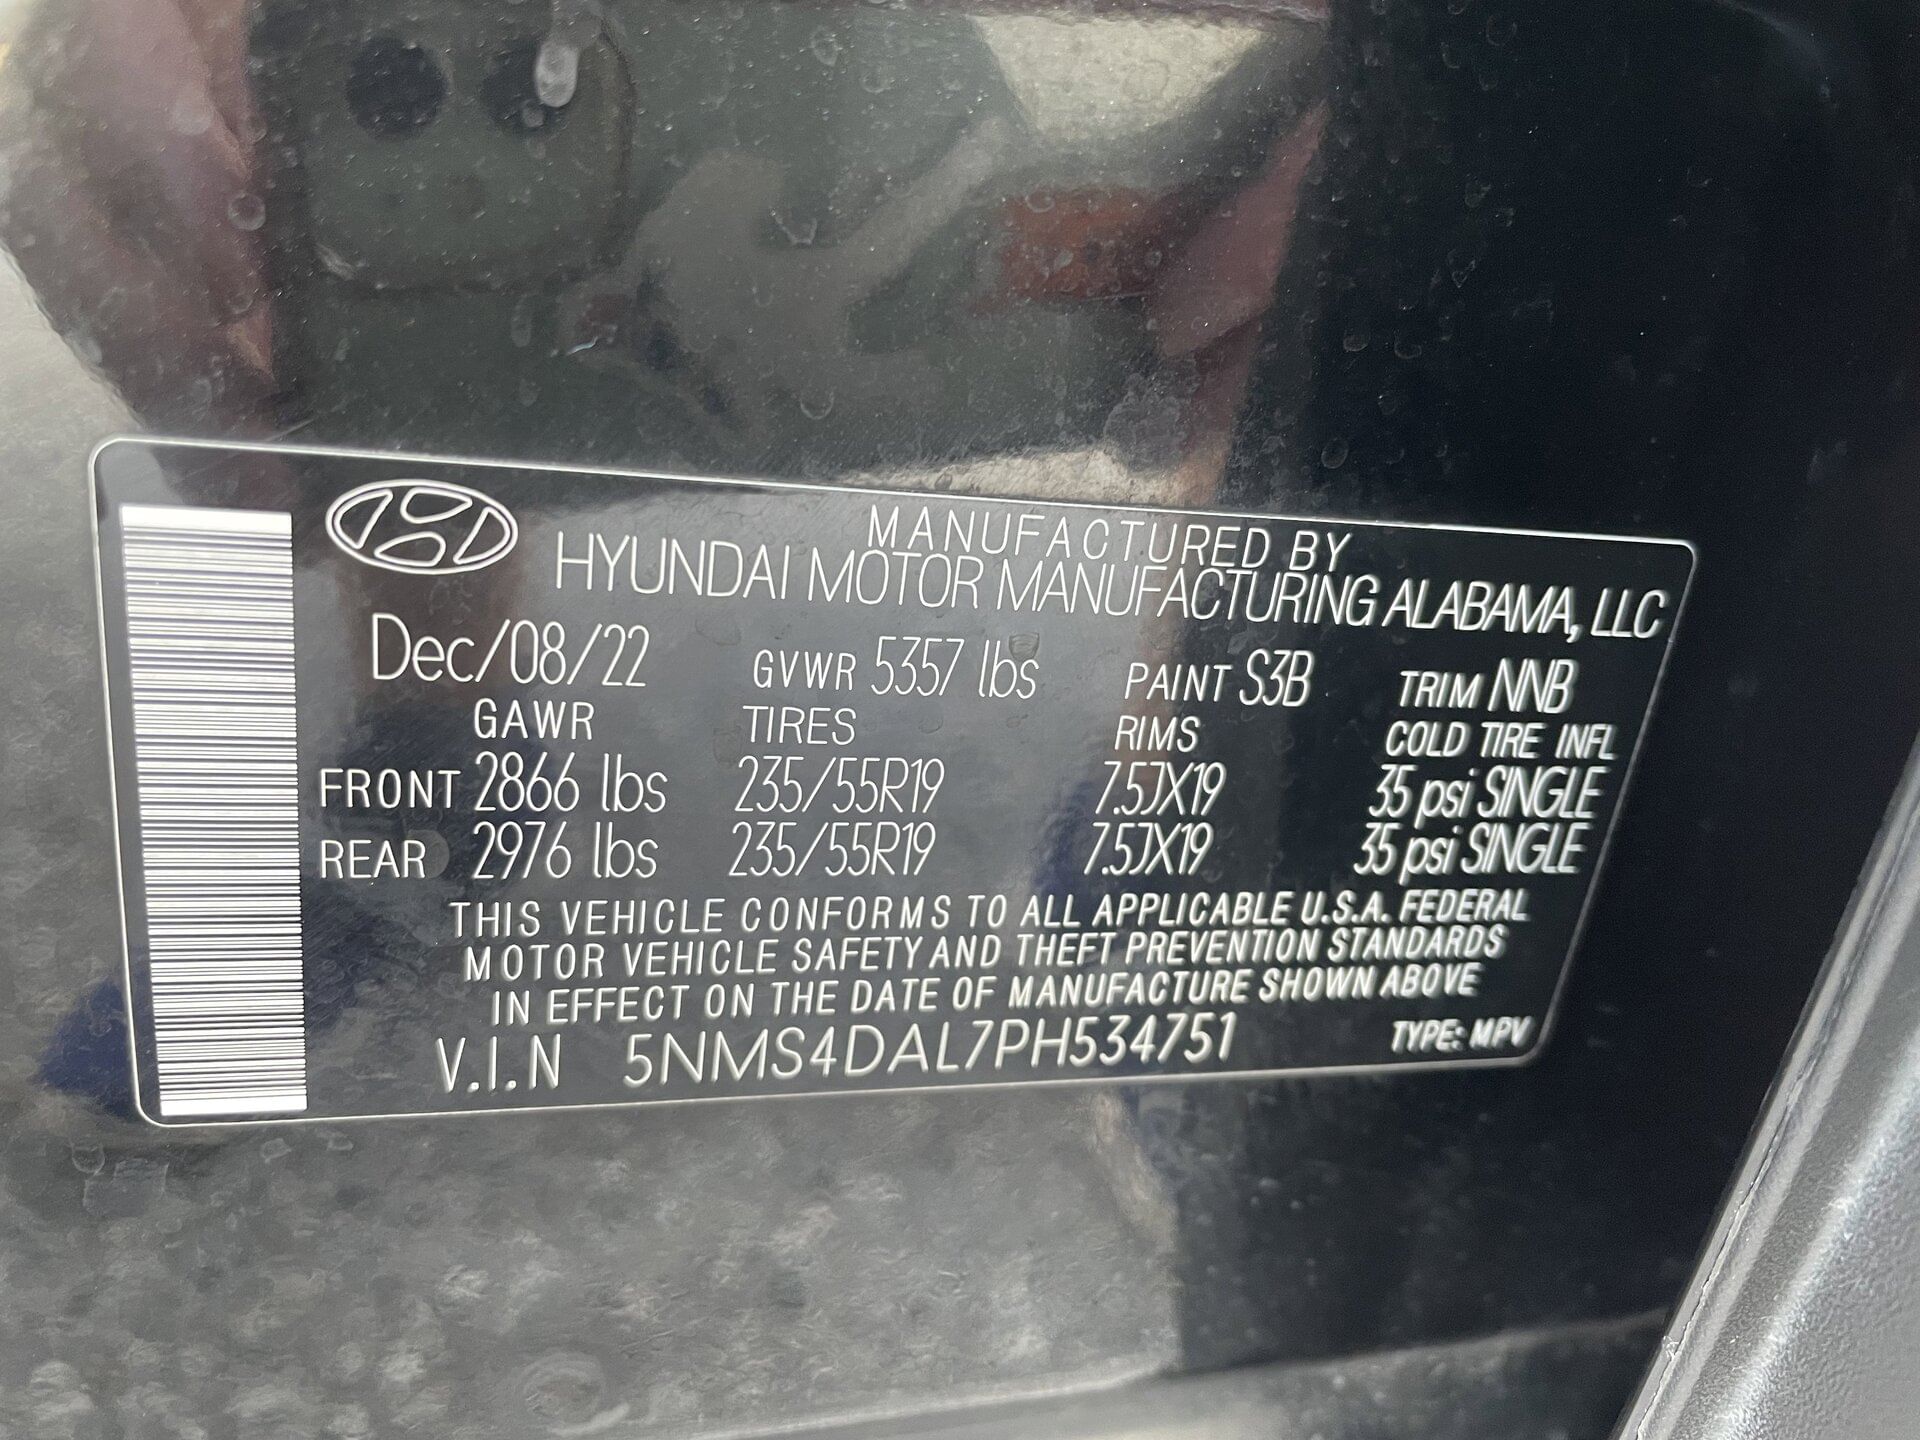 MANUFACTURED BY
HYUNDAI MOTOR MANUFACTURING ALABAMA, LLC
Dec/08/22 GVWR 5357 lbs PAINT S3B TRIM NNB
GAWR TIRES RIMS COLD TIRE INFL
FRONT 2866 lbs 235/55R19 7.5JX19 35 psi SINGLE
REAR 2976 lbs 235/55R19 7.5JX19 35 psi SINGLE
THIS VEHICLE CONFORMS TO ALL APPLICABLE U.S.A. FEDERAL
MOTOR VEHICLE SAFETY AND THEFT PREVENTION STANDARDS
IN EFFECT ON THE DATE OF MANUFACTURE SHOWN ABOVE
V.I.N 5NMS4DAL7PH534751 TYPE: MPV